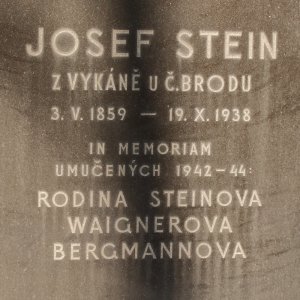 JOSEF STEIN
Z VYKÁNĚ U Č.BRODU
3. V. 1859 — 19. X. 1938
IN MEMORIAM
UMUČENÝCH 1942-44:
RODINA STEINOVA
WAIGNEROVA
BERGMANNOVA